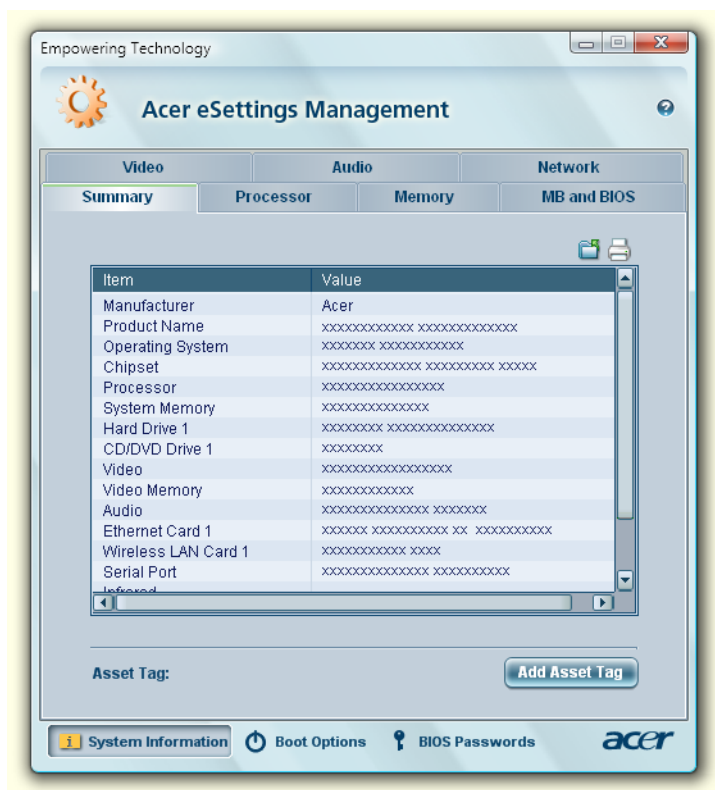 Empowering Technology
Acer eSettings Management
Video Audio Network
Summary Processor Memory MB and BIOS
Item Value
Manufacturer Acer
Product Name xxxxxxxxxxxx xxxxxxxxxxxxx
Operating System xxxxxxx xxxxxxxxxxx
Chipset xxxxxxxxxxxxx xxxxxxxxx xxxxx
Processor xxxxxxxxxxxxxxxx
System Memory xxxxxxxxxxxxxx
Hard Drive 1 xxxxxxxx xxxxxxxxxxxxxx
CD/DVD Drive 1 xxxxxxxx
Video xxxxxxxxxxxxxxxxx
Video Memory xxxxxxxxxxxx
Audio xxxxxxxxxxxxxx xxxxxxx
Ethernet Card 1 xxxxxx xxxxxxxxxx xx xxxxxxxxxx
Wireless LAN Card 1 xxxxxxxxxxx xxxx
Serial Port xxxxxxxxxxxxxx xxxxxxxxxx
Infrared
Asset Tag: Add Asset Tag
System Information Boot Options BIOS Passwords acer